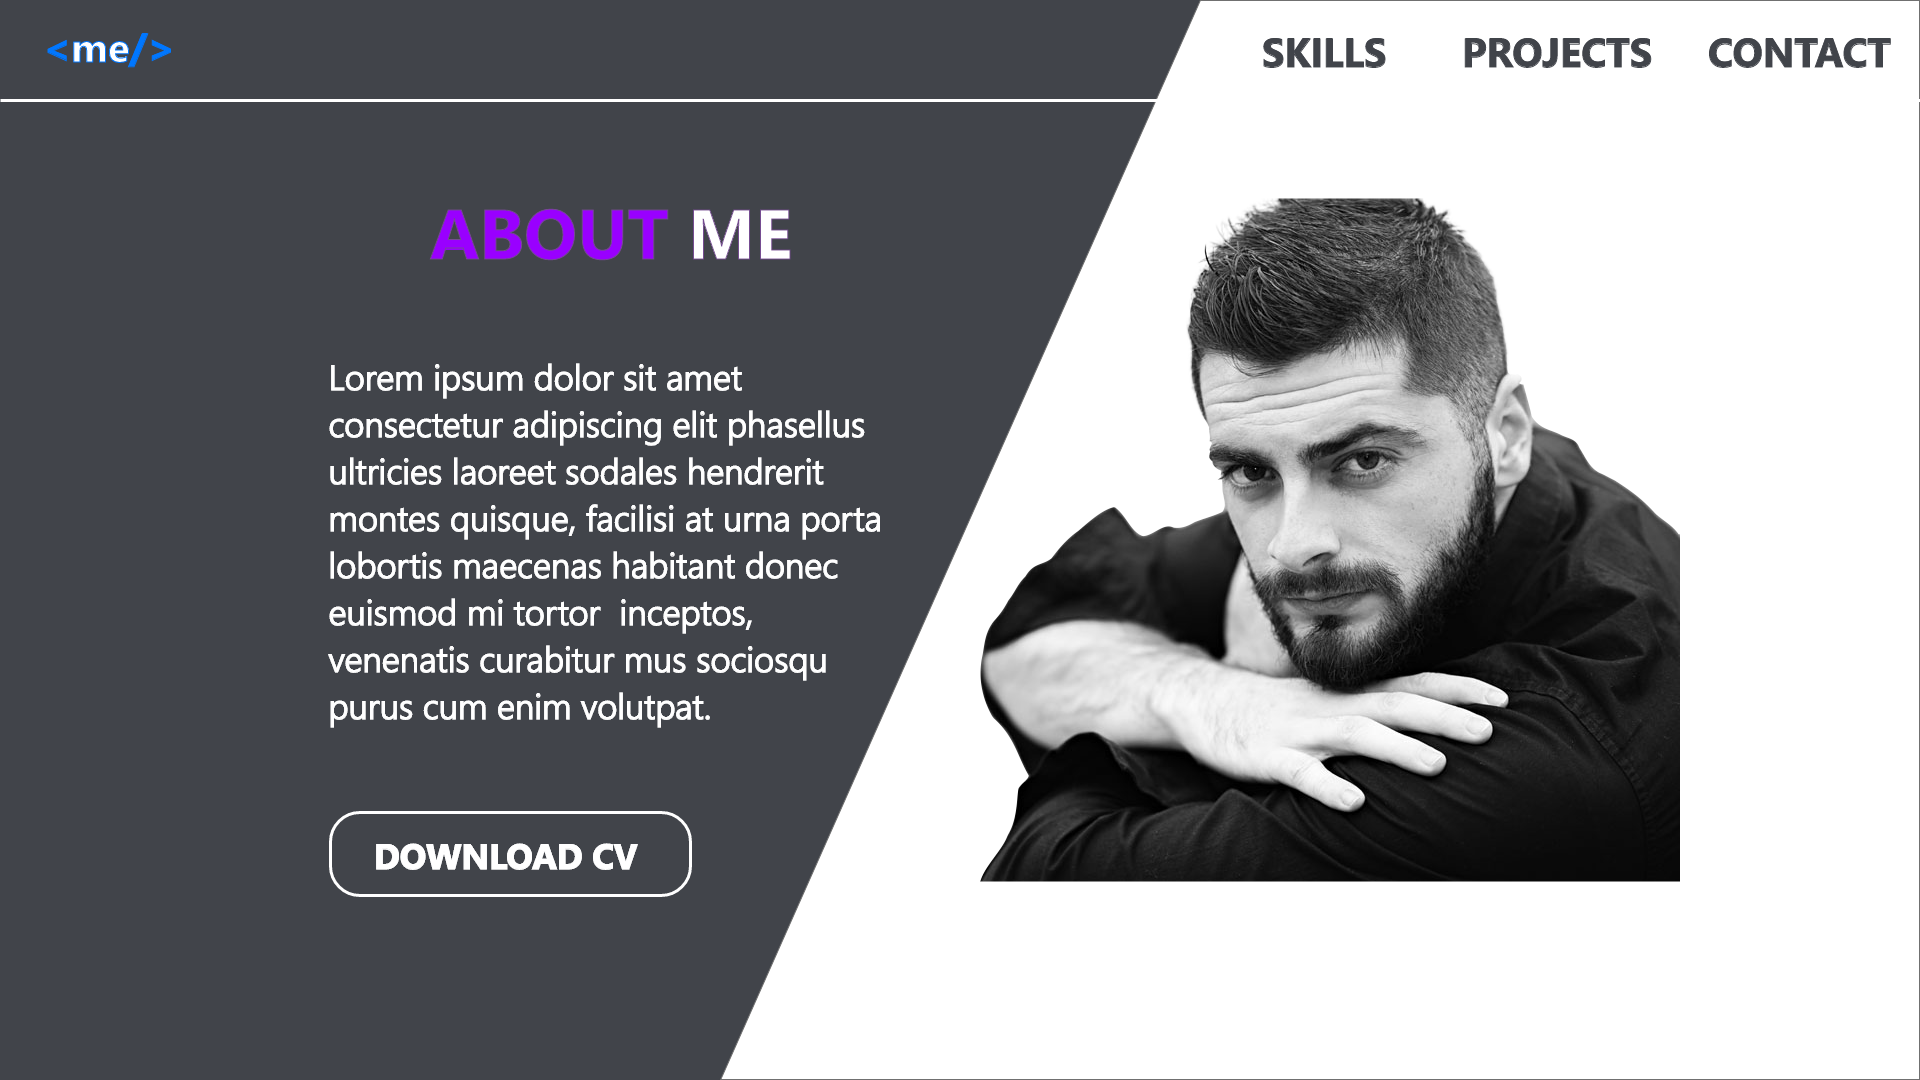 <me/>
SKILLS PROJECTS CONTACT
ABOUT ME
Lorem ipsum dolor sit amet
consectetur adipiscing elit phasellus
ultricies laoreet sodales hendrerit
montes quisque, facilisi at urna porta
lobortis maecenas habitant donec
euismod mi tortor  inceptos,
venenatis curabitur mus sociosqu
purus cum enim volutpat.
DOWNLOAD CV